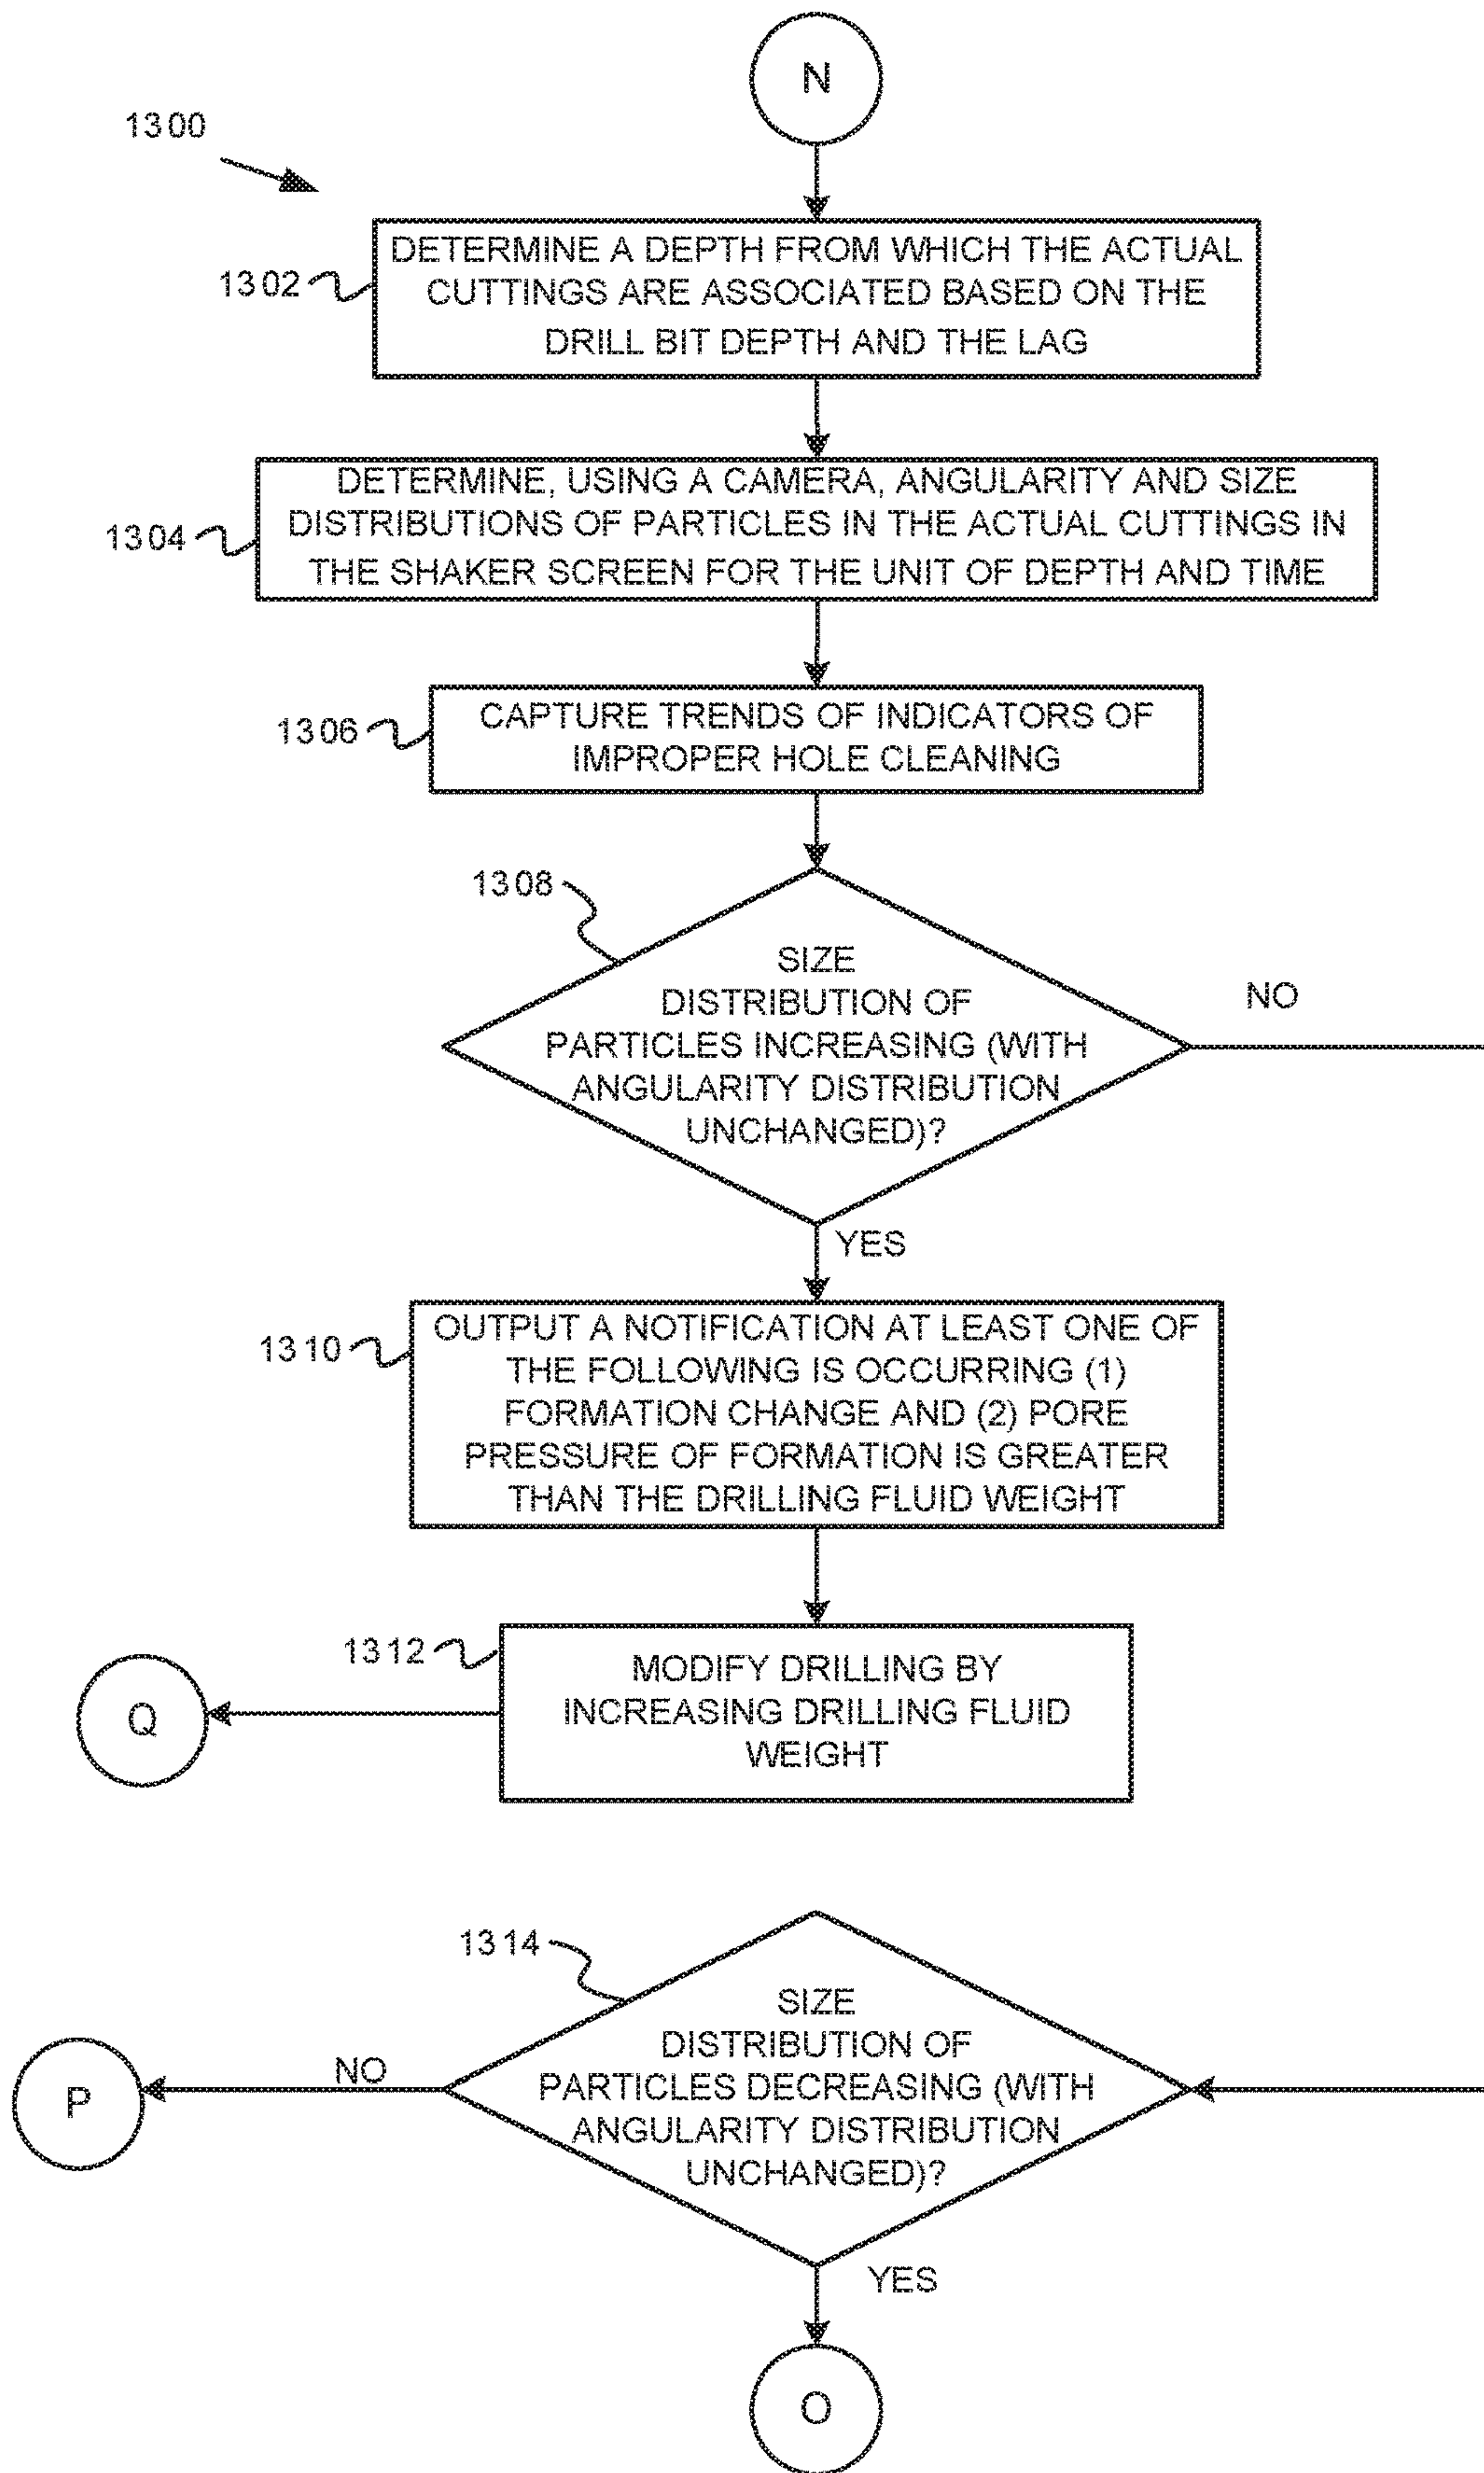 N
1300
1302
DETERMINE A DEPTH FROM WHICH THE ACTUAL
CUTTINGS ARE ASSOCIATED BASED ON THE
DRILL BIT DEPTH AND THE LAG
1304
DETERMINE, USING A CAMERA, ANGULARITY AND SIZE
DISTRIBUTIONS OF PARTICLES IN THE ACTUAL CUTTINGS IN
THE SHAKER SCREEN FOR THE UNIT OF DEPTH AND TIME
1306
CAPTURE TRENDS OF INDICATORS OF
IMPROPER HOLE CLEANING
1308
SIZE
DISTRIBUTION OF
PARTICLES INCREASING (WITH
ANGULARITY DISTRIBUTION
UNCHANGED)?
NO
YES
1310
OUTPUT A NOTIFICATION AT LEAST ONE OF
THE FOLLOWING IS OCCURRING (1)
FORMATION CHANGE AND (2) PORE
PRESSURE OF FORMATION IS GREATER
THAN THE DRILLING FLUID WEIGHT
1312
MODIFY DRILLING BY
INCREASING DRILLING FLUID
WEIGHT
Q
1314
SIZE
DISTRIBUTION OF
PARTICLES DECREASING (WITH
ANGULARITY DISTRIBUTION
UNCHANGED)?
NO
P
YES
O